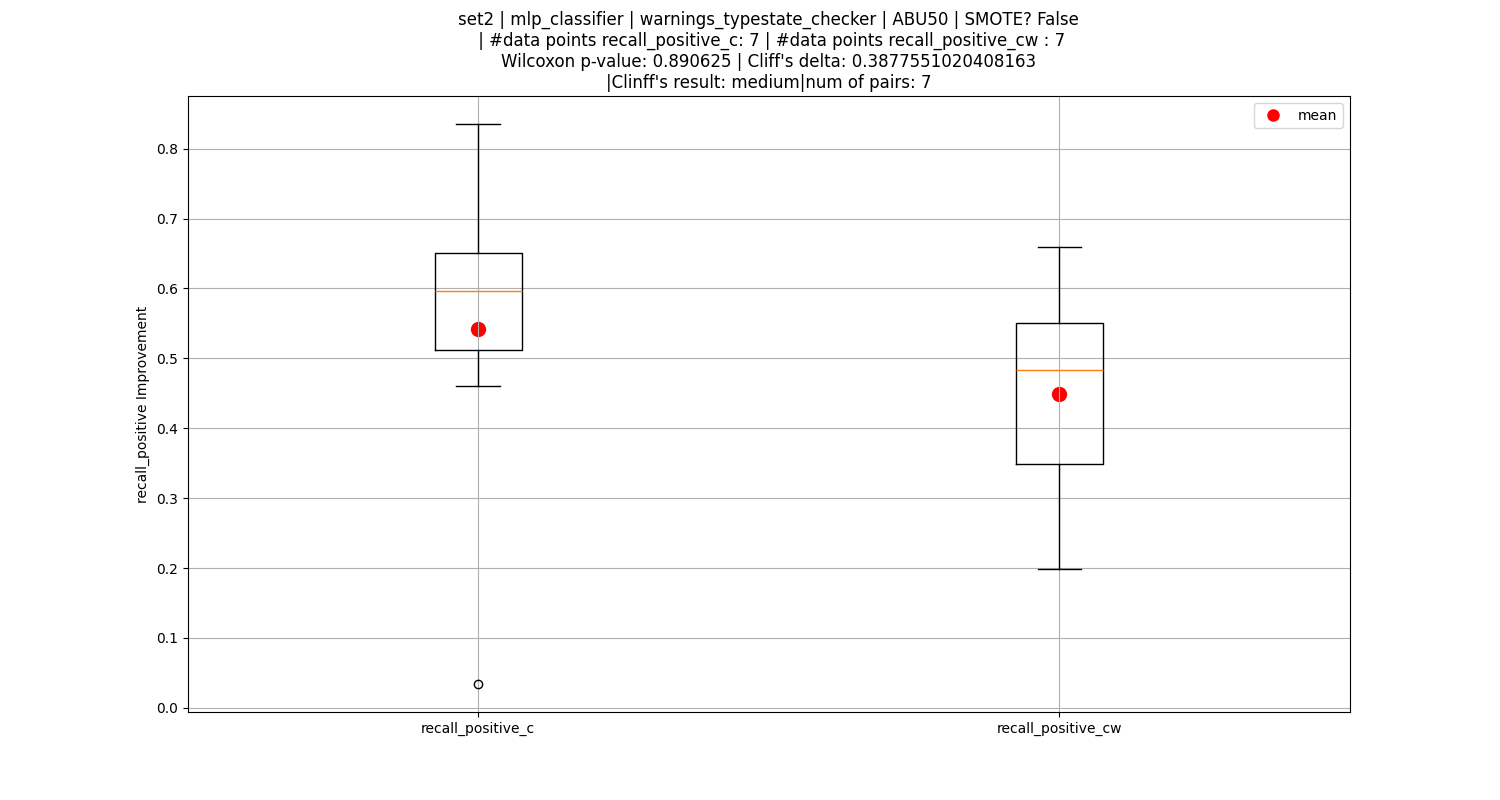 set2 | mlp_classifier | warnings_typestate_checker | ABU50 | SMOTE? False
| #data points recall_positive_c: 7 | #data points recall_positive_cw : 7
Wilcoxon p-value: 0.890625 | Cliff's delta: 0.3877551020408163
|Clinff's result: medium|num of pairs: 7
mean
0.8
0.7
0.6
0.5
0.4
0.3
0.2
0.1
0.0
recall_positive Improvement
recall_positive_c
recall_positive_cw